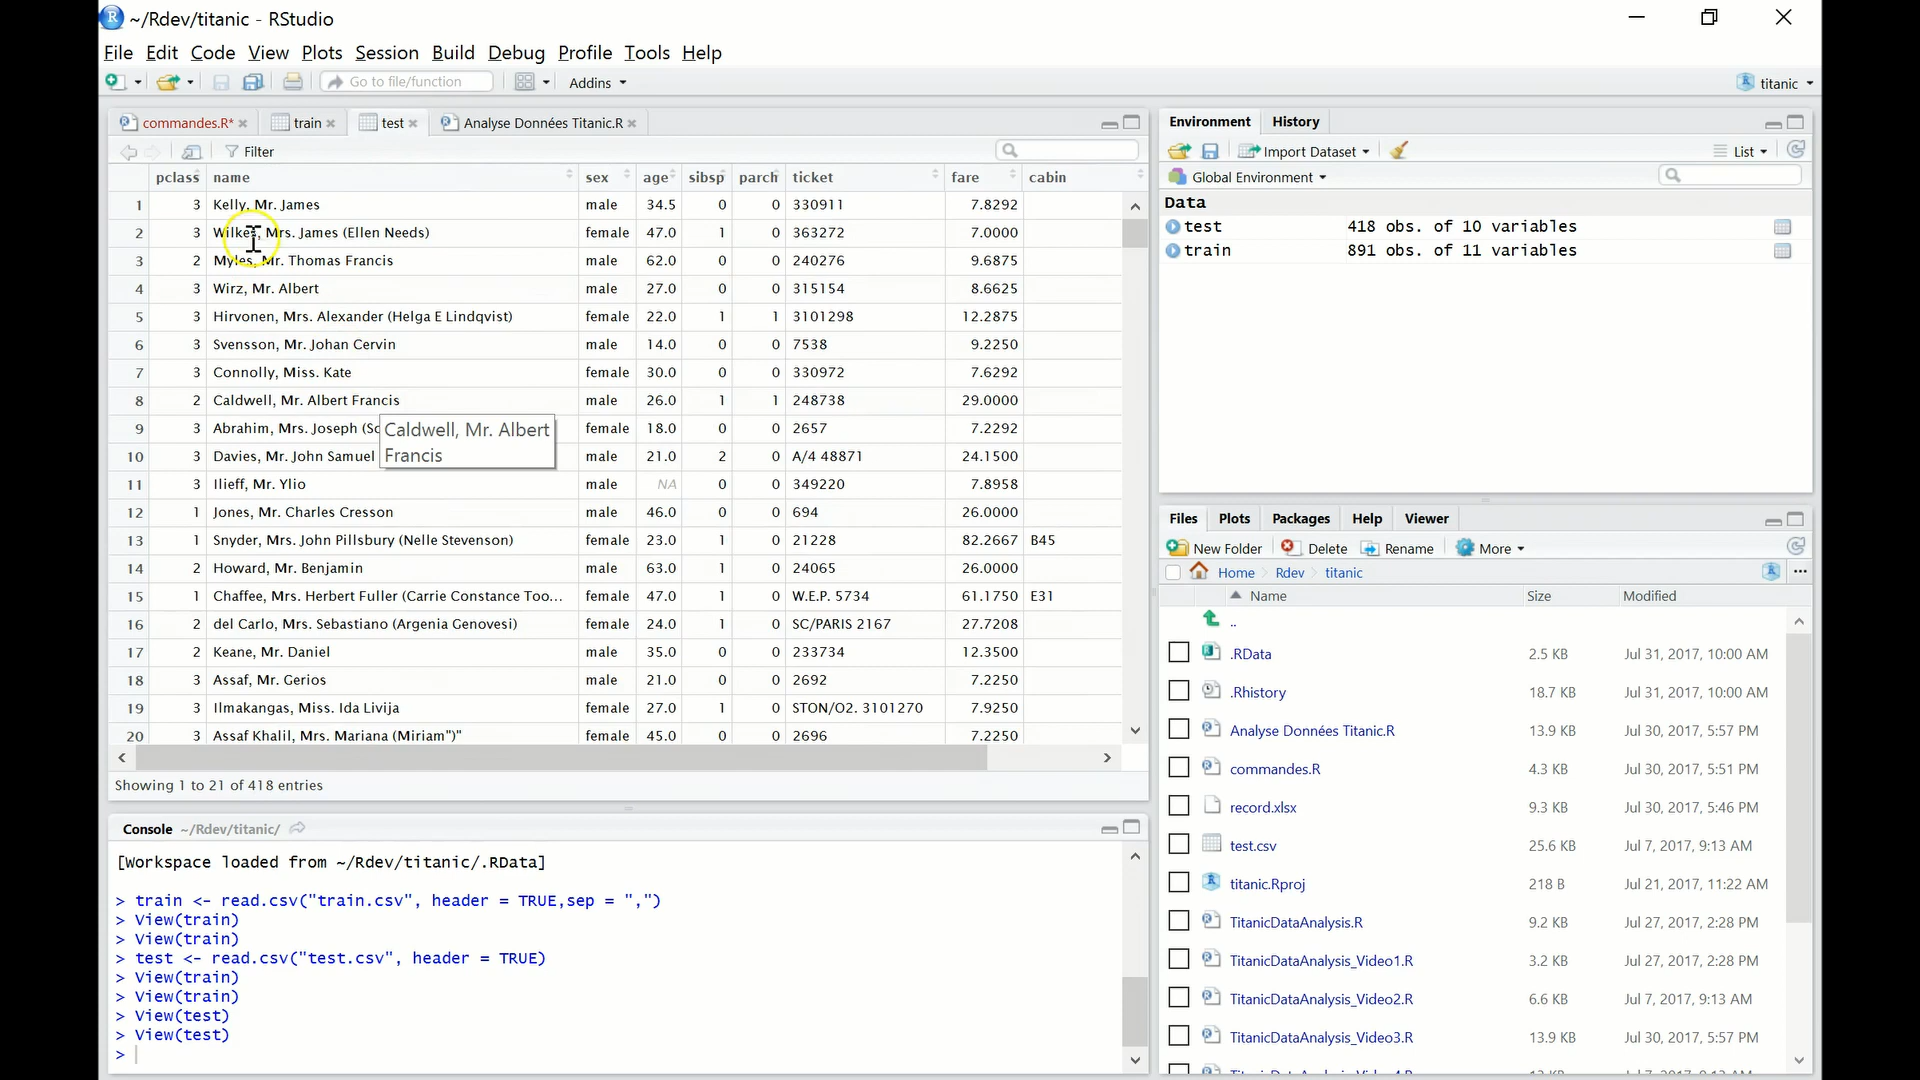 ~/Rdev/titanic - RStudio
File Edit Code View Plots Session Build Debug Profile Tools Help
Go to file/function Addins titanic
commandes.R* train test Analyse Données Titanic.R
Filter
pclass name sex age sibsp parch ticket fare cabin
1 3 Kelly, Mr. James male 34.5 0 0 330911 7.8292
2 3 Wilkes, Mrs. James (Ellen Needs) female 47.0 1 0 363272 7.0000
3 2 Myles, Mr. Thomas Francis male 62.0 0 0 240276 9.6875
4 3 Wirz, Mr. Albert male 27.0 0 0 315154 8.6625
5 3 Hirvonen, Mrs. Alexander (Helga E Lindqvist) female 22.0 1 1 3101298 12.2875
6 3 Svensson, Mr. Johan Cervin male 14.0 0 0 7538 9.2250
7 3 Connolly, Miss. Kate female 30.0 0 0 330972 7.6292
8 2 Caldwell, Mr. Albert Francis male 26.0 1 1 248738 29.0000
9 3 Abrahim, Mrs. Joseph (So female 18.0 0 0 2657 7.2292
Caldwell, Mr. Albert
Francis
10 3 Davies, Mr. John Samuel male 21.0 2 0 A/4 48871 24.1500
11 3 Ilieff, Mr. Ylio male NA 0 0 349220 7.8958
12 1 Jones, Mr. Charles Cresson male 46.0 0 0 694 26.0000
13 1 Snyder, Mrs. John Pillsbury (Nelle Stevenson) female 23.0 1 0 21228 82.2667 B45
14 2 Howard, Mr. Benjamin male 63.0 1 0 24065 26.0000
15 1 Chaffee, Mrs. Herbert Fuller (Carrie Constance Too... female 47.0 1 0 W.E.P. 5734 61.1750 E31
16 2 del Carlo, Mrs. Sebastiano (Argenia Genovesi) female 24.0 1 0 SC/PARIS 2167 27.7208
17 2 Keane, Mr. Daniel male 35.0 0 0 233734 12.3500
18 3 Assaf, Mr. Gerios male 21.0 0 0 2692 7.2250
19 3 Ilmakangas, Miss. Ida Livija female 27.0 1 0 STON/O2. 3101270 7.9250
20 3 Assaf Khalil, Mrs. Mariana (Miriam")" female 45.0 0 0 2696 7.2250
Showing 1 to 21 of 418 entries
Console ~/Rdev/titanic/
[Workspace loaded from ~/Rdev/titanic/.RData]
> train <- read.csv("train.csv", header = TRUE,sep = ",")
> View(train)
> View(train)
> test <- read.csv("test.csv", header = TRUE)
> View(train)
> View(train)
> View(test)
> View(test)
>
Environment History
Import Dataset List
Global Environment
Data
test 418 obs. of 10 variables
train 891 obs. of 11 variables
Files Plots Packages Help Viewer
New Folder Delete Rename More
Home Rdev titanic ...
Name Size Modified
..
.RData 2.5 KB Jul 31, 2017, 10:00 AM
.Rhistory 18.7 KB Jul 31, 2017, 10:00 AM
Analyse Données Titanic.R 13.9 KB Jul 30, 2017, 5:57 PM
commandes.R 4.3 KB Jul 30, 2017, 5:51 PM
record.xlsx 9.3 KB Jul 30, 2017, 5:46 PM
test.csv 25.6 KB Jul 7, 2017, 9:13 AM
titanic.Rproj 218 B Jul 21, 2017, 11:22 AM
TitanicDataAnalysis.R 9.2 KB Jul 27, 2017, 2:28 PM
TitanicDataAnalysis_Video1.R 3.2 KB Jul 27, 2017, 2:28 PM
TitanicDataAnalysis_Video2.R 6.6 KB Jul 7, 2017, 9:13 AM
TitanicDataAnalysis_Video3.R 13.9 KB Jul 30, 2017, 5:57 PM